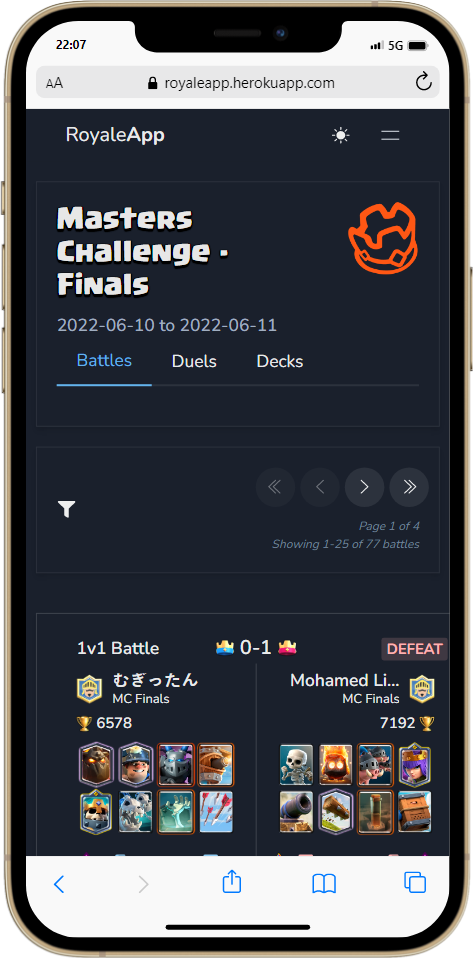 22:07
5G
AA
royaleapp.herokuapp.com
RoyaleApp
Masters
Challenge ·
Finals
2022-06-10 to 2022-06-11
Battles
Duels
Decks
Page 1 of 4
Showing 1-25 of 77 battles
1v1 Battle
0-1
DEFEAT
むぎったん
MC Finals
6578
Mohamed Li...
MC Finals
7192